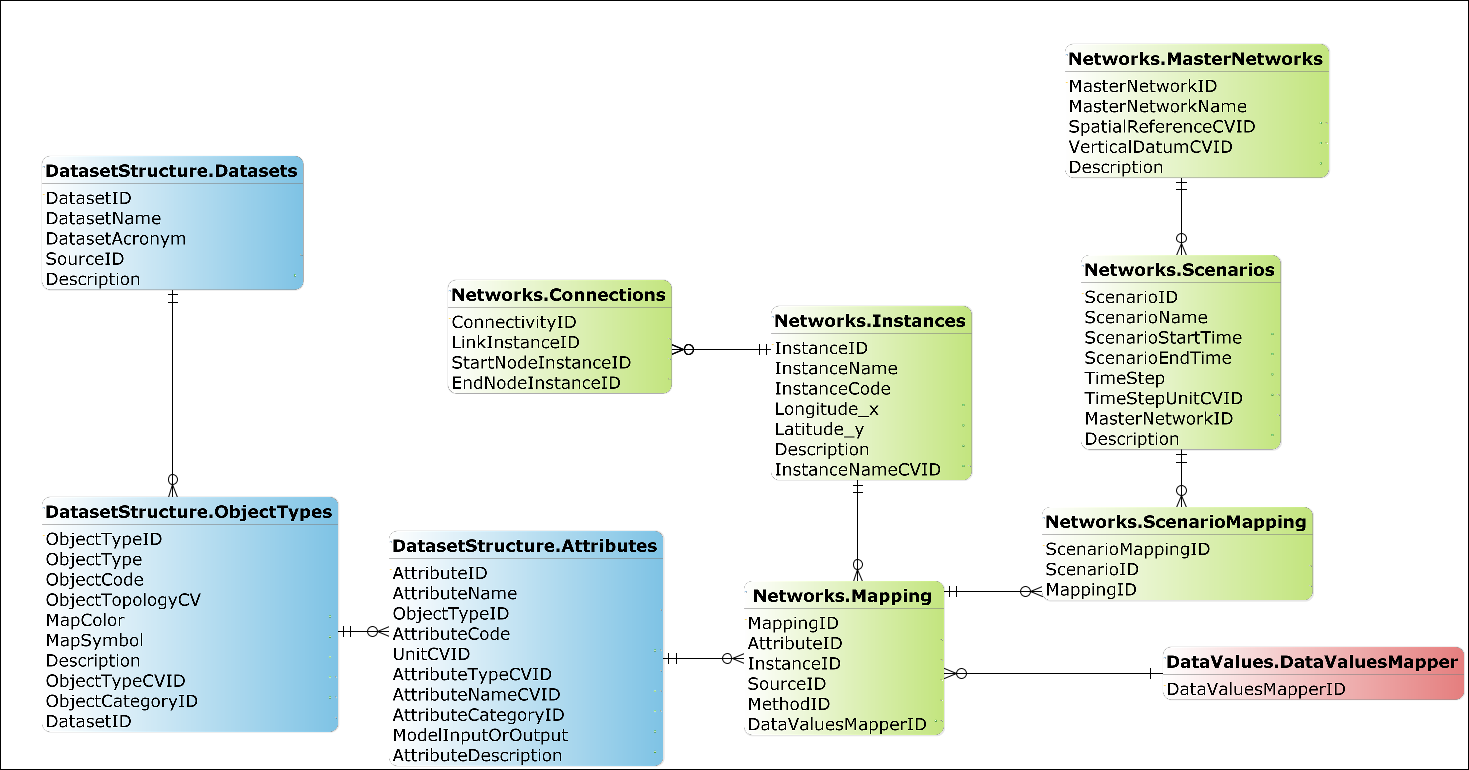 Networks.MasterNetworks
MasterNetworkID
MasterNetworkName
SpatialReferenceCVID
VerticalDatumCVID
Description
DatasetStructure.Datasets
DatasetID
DatasetName
DatasetAcronym
SourceID
Description
Networks.Scenarios
ScenarioID
ScenarioName
ScenarioStartTime
ScenarioEndTime
TimeStep
TimeStepUnitCVID
MasterNetworkID
Description
Networks.Connections
ConnectivityID
LinkInstanceID
StartNodeInstanceID
EndNodeInstanceID
Networks.Instances
InstanceID
InstanceName
InstanceCode
Longitude_x
Latitude_y
Description
InstanceNameCVID
DatasetStructure.ObjectTypes
ObjectTypeID
ObjectType
ObjectCode
ObjectTopologyCV
MapColor
MapSymbol
Description
ObjectTypeCVID
ObjectCategoryID
DatasetID
DatasetStructure.Attributes
AttributeID
AttributeName
ObjectTypeID
AttributeCode
UnitCVID
AttributeTypeCVID
AttributeNameCVID
AttributeCategoryID
ModelInputOrOutput
AttributeDescription
Networks.Mapping
MappingID
AttributeID
InstanceID
SourceID
MethodID
DataValuesMapperID
Networks.ScenarioMapping
ScenarioMappingID
ScenarioID
MappingID
DataValues.DataValuesMapper
DataValuesMapperID